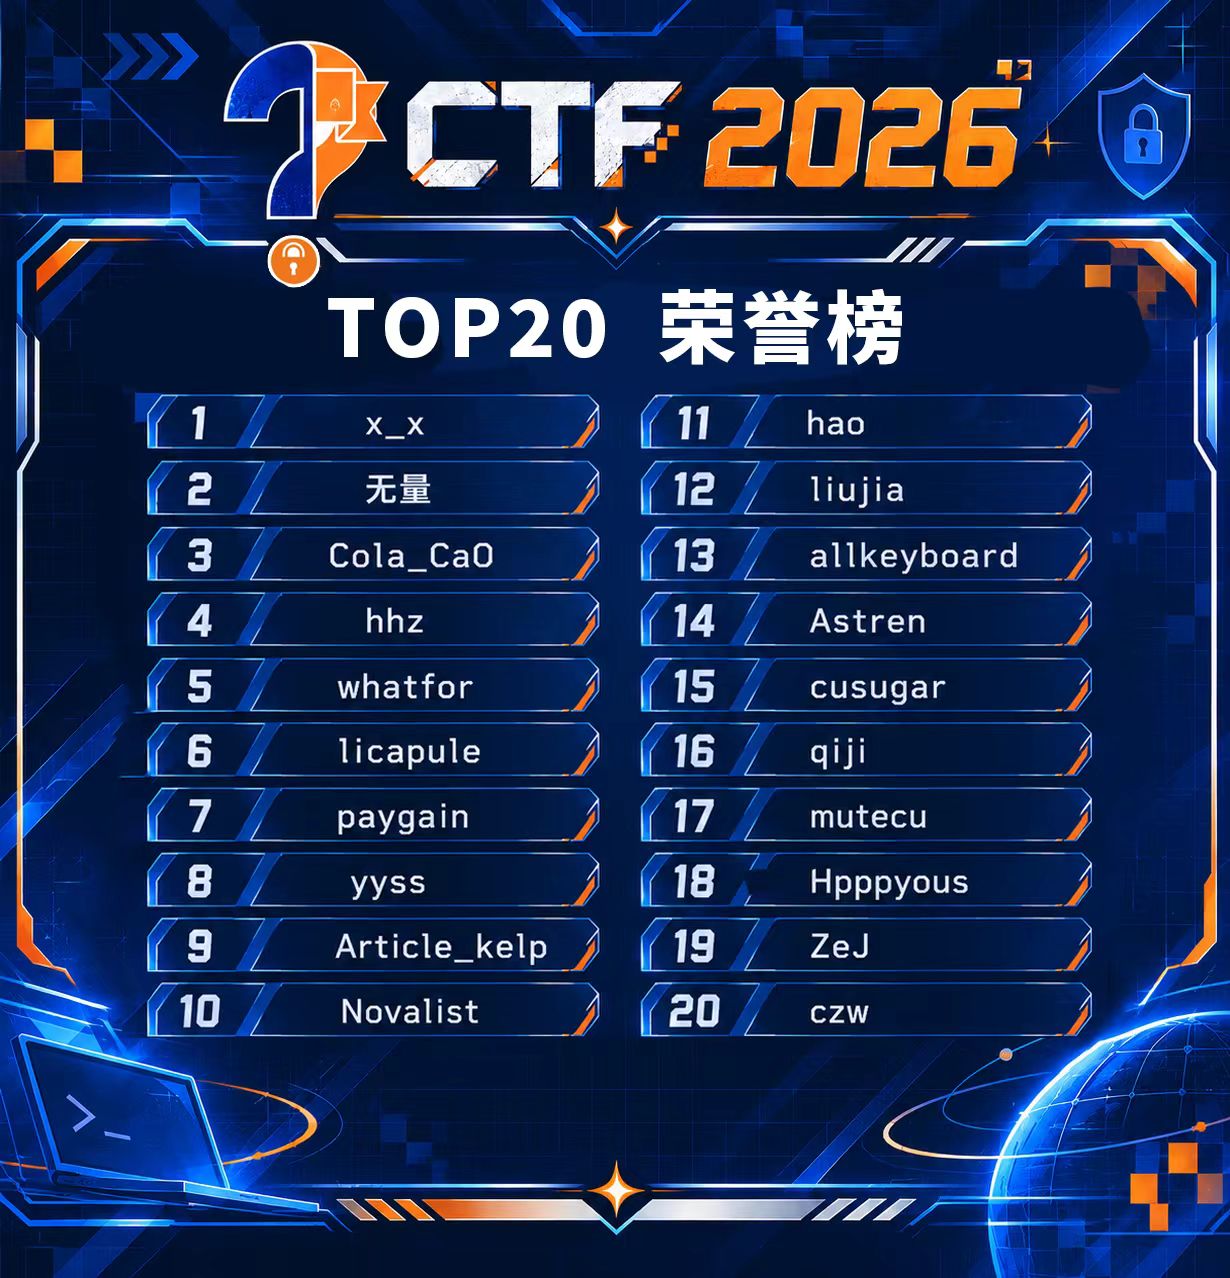 ?CTF 2026
TOP20 荣誉榜
1 x_x
2 无量
3 Cola_CaO
4 hhz
5 whatfor
6 licapule
7 paygain
8 yyss
9 Article_kelp
10 Novalist
11 hao
12 liujia
13 allkeyboard
14 Astren
15 cusugar
16 qiji
17 mutecu
18 Hpppyous
19 ZeJ
20 czw
>_